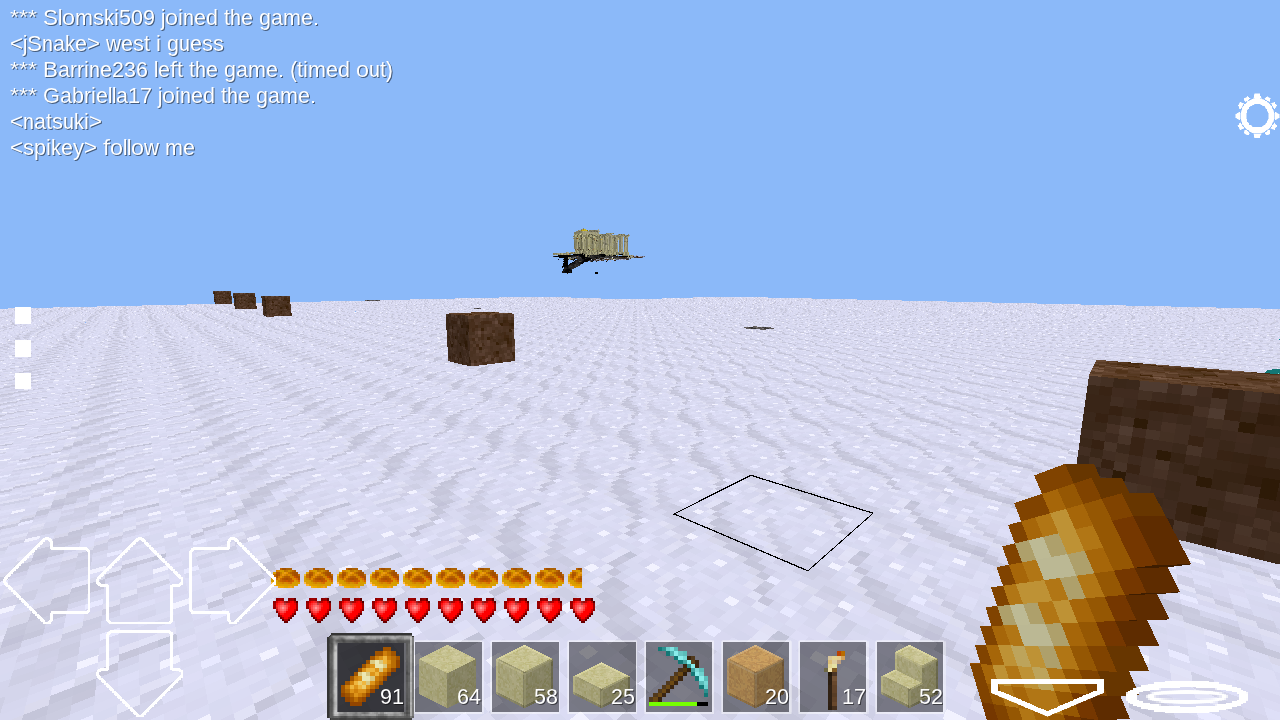 *** Slomski509 joined the game.
<jSnake> west i guess
*** Barrine236 left the game. (timed out)
*** Gabriella17 joined the game.
<natsuki>
<spikey> follow me
91 64 58 25 20 17 52